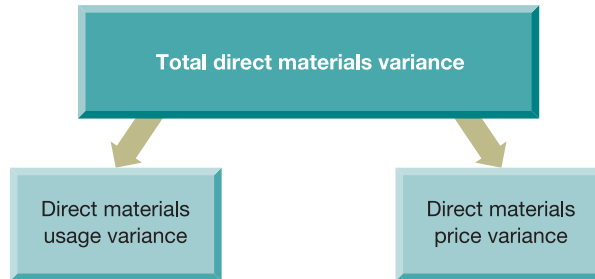 Total direct materials variance
Direct materials
usage variance
Direct materials
price variance